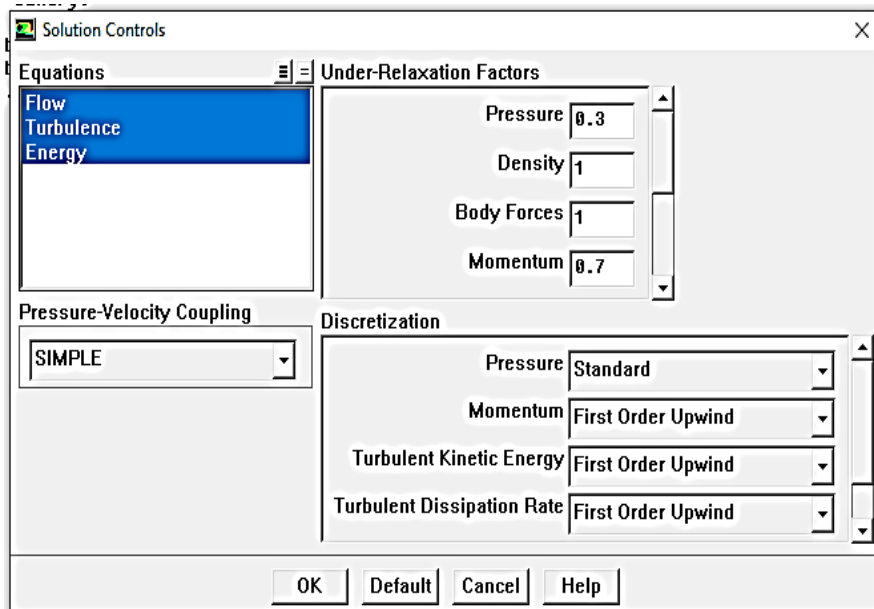 Solution Controls
Equations
Flow
Turbulence
Energy
Under-Relaxation Factors
Pressure 0.3
Density 1
Body Forces 1
Momentum 0.7
Pressure-Velocity Coupling
SIMPLE
Discretization
Pressure Standard
Momentum First Order Upwind
Turbulent Kinetic Energy First Order Upwind
Turbulent Dissipation Rate First Order Upwind
OK Default Cancel Help